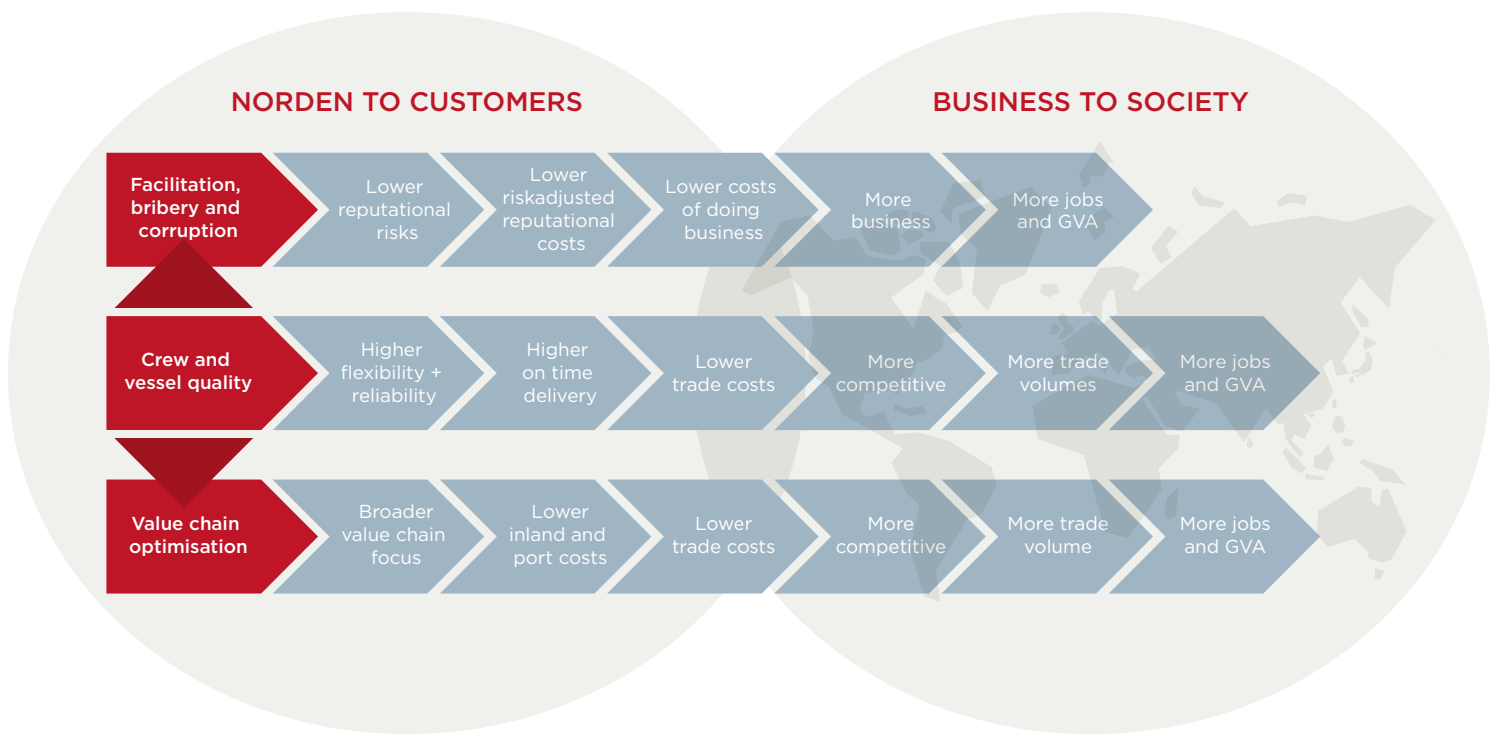 NORDEN TO CUSTOMERS
BUSINESS TO SOCIETY
Facilitation,
bribery and
corruption
Lower
reputational
risks
Lower
riskadjusted
reputational
costs
Lower costs
of doing
business
More
business
More jobs
and GVA
Crew and
vessel quality
Higher
flexibility +
reliability
Higher
on time
delivery
Lower
trade costs
More
competitive
More trade
volumes
More jobs
and GVA
Value chain
optimisation
Broader
value chain
focus
Lower
inland and
port costs
Lower
trade costs
More
competitive
More trade
volume
More jobs
and GVA